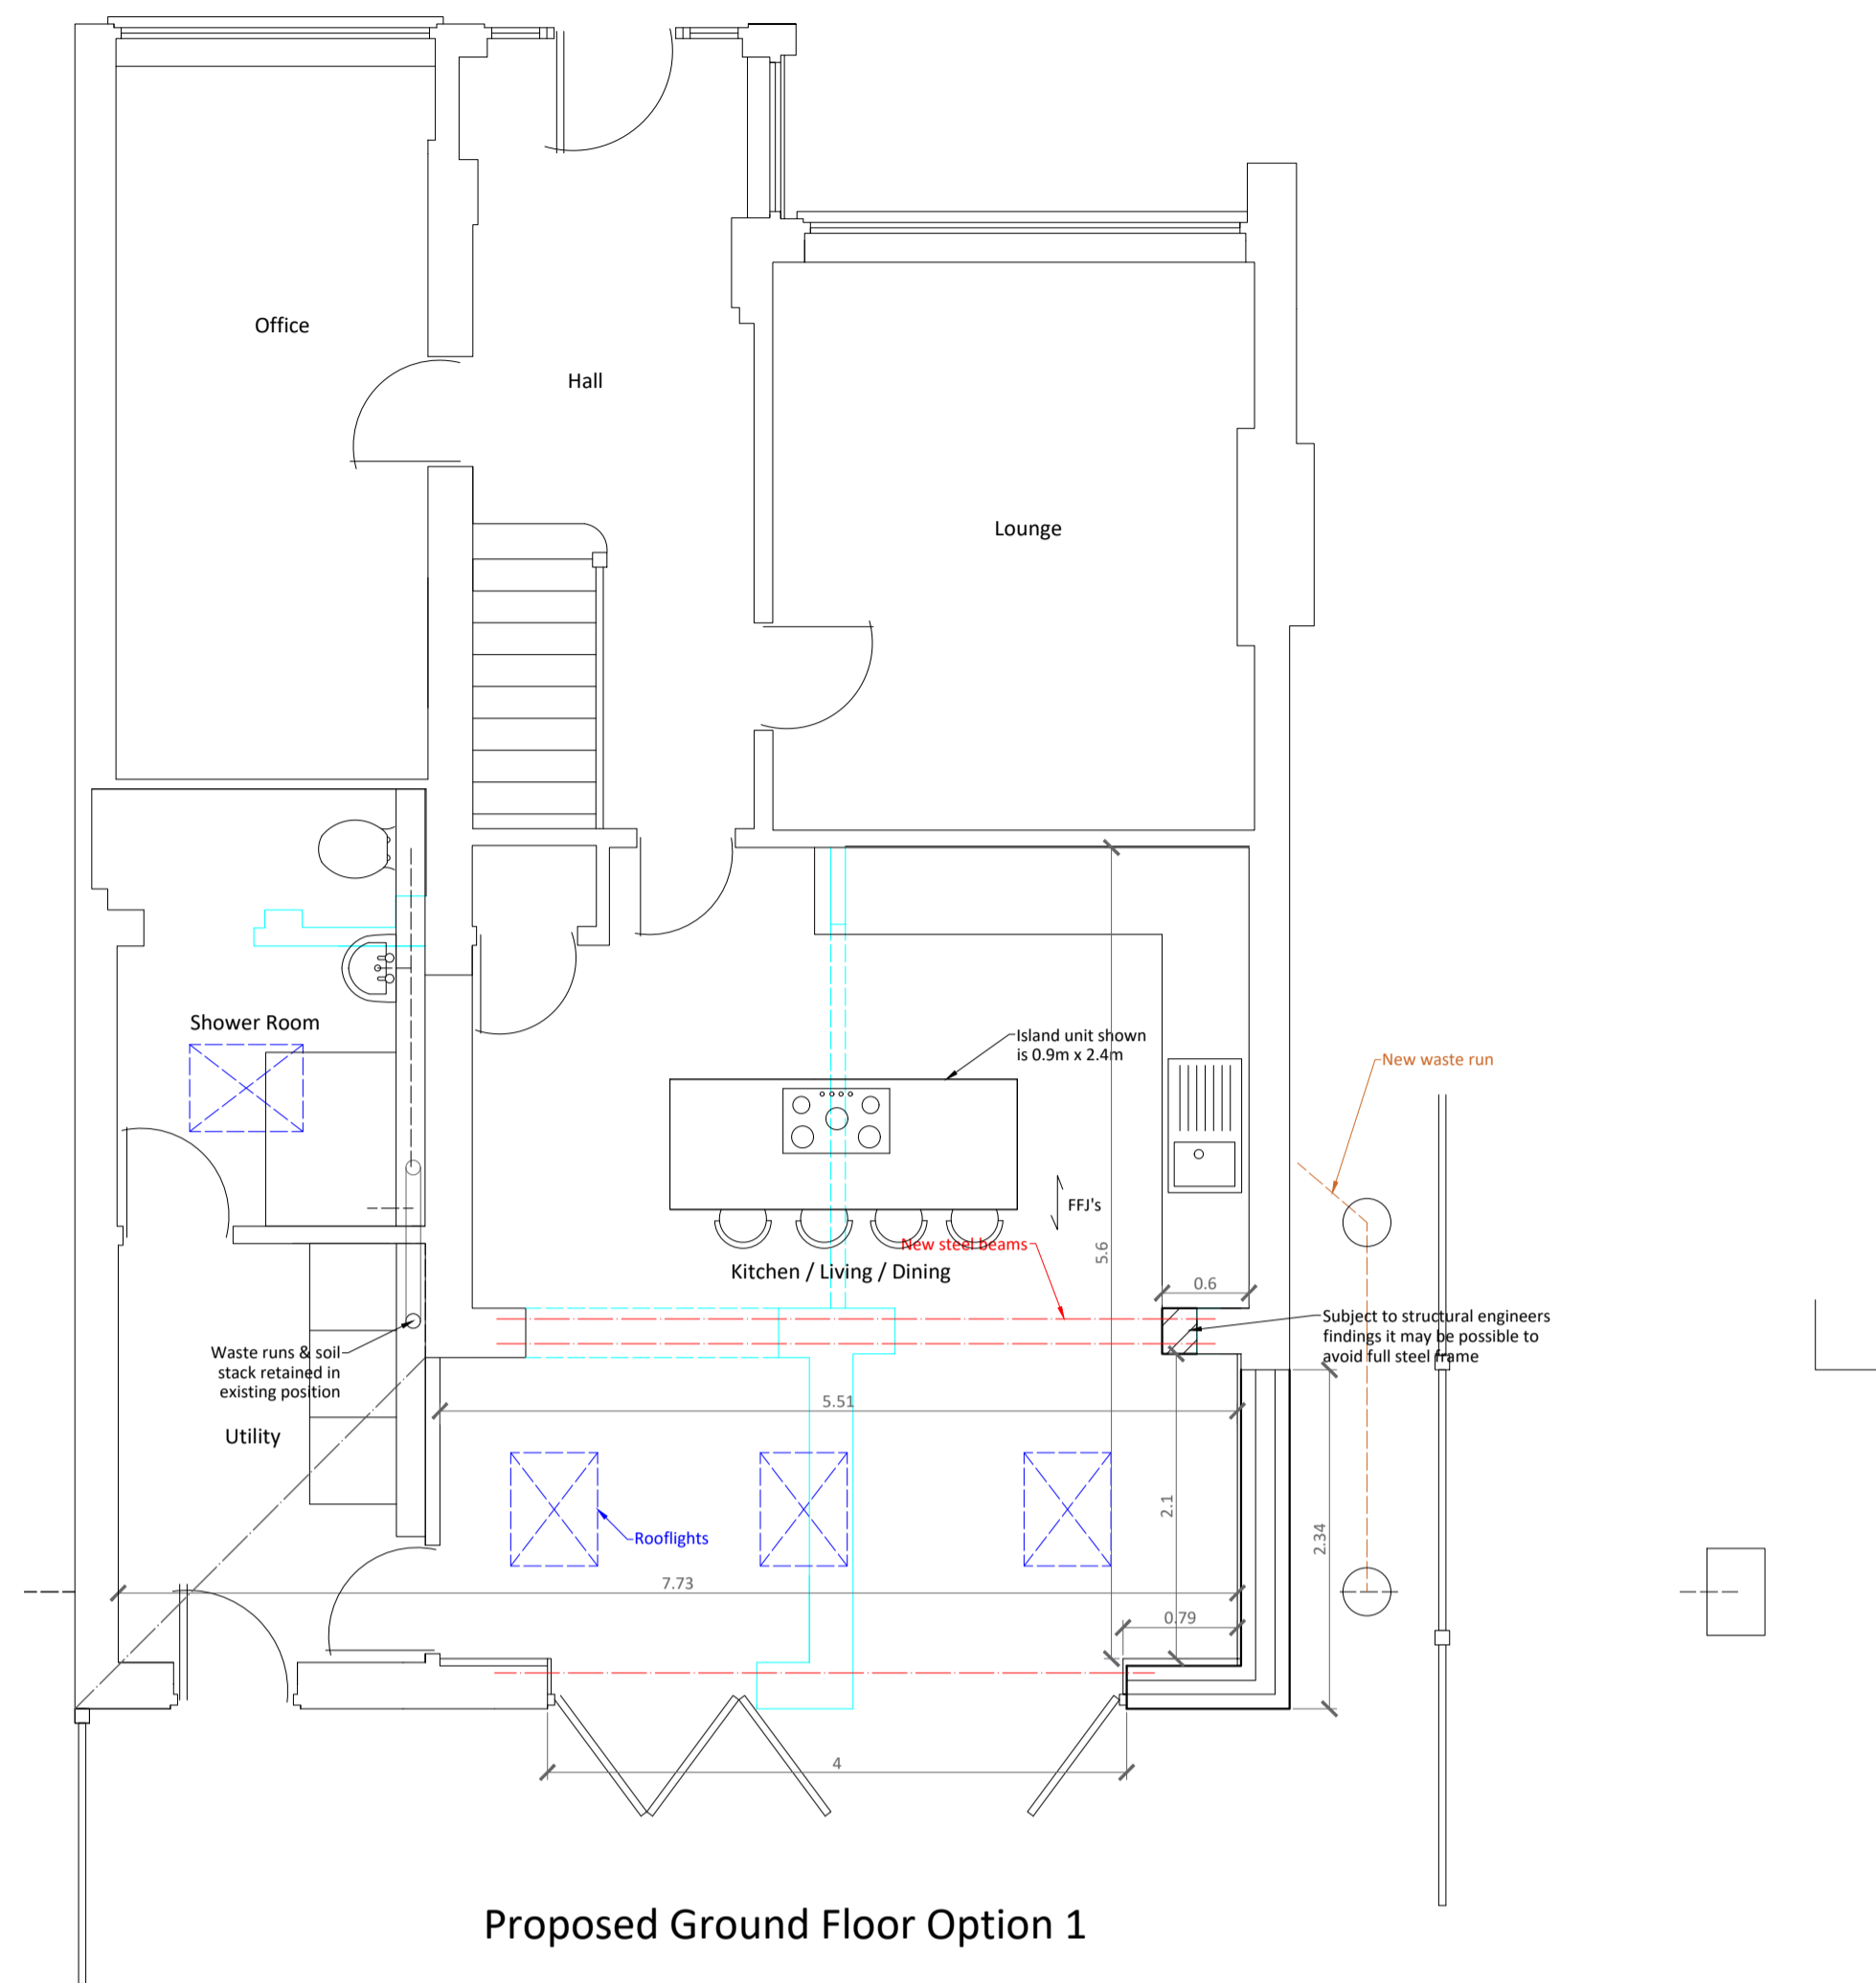 Office
Hall
Lounge
Shower Room
Island unit shown
is 0.9m x 2.4m
New waste run
FFJ's
New steel beams
5.6
Kitchen / Living / Dining
0.6
Subject to structural engineers
findings it may be possible to
avoid full steel frame
Waste runs & soil
stack retained in
existing position
5.51
Utility
2.1
Rooflights
2.34
7.73
0.79
4
Proposed Ground Floor Option 1